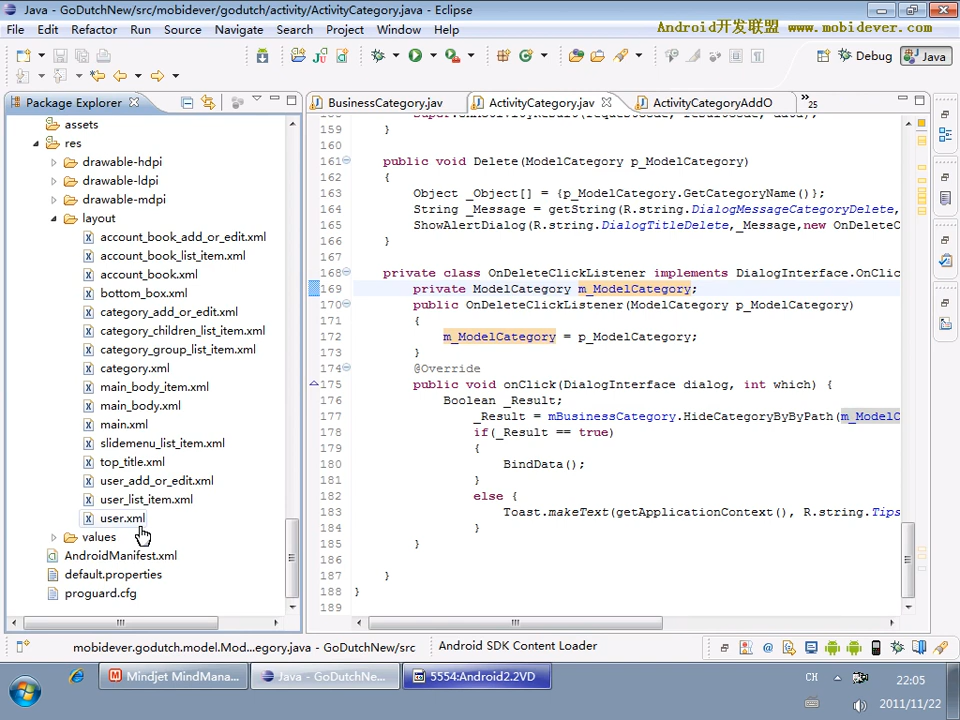 Java - GoDutchNew/src/mobidever/godutch/activity/ActivityCategory.java - Eclipse
File Edit Refactor Run Source Navigate Search Project Window Help
Android开发联盟 www.mobidever.com
Debug Java
Package Explorer
BusinessCategory.jav ActivityCategory.jav ActivityCategoryAddO »25
assets
res
drawable-hdpi
drawable-ldpi
drawable-mdpi
layout
account_book_add_or_edit.xml
account_book_list_item.xml
account_book.xml
bottom_box.xml
category_add_or_edit.xml
category_children_list_item.xml
category_group_list_item.xml
category.xml
main_body_item.xml
main_body.xml
main.xml
slidemenu_list_item.xml
top_title.xml
user_add_or_edit.xml
user_list_item.xml
user.xml
values
AndroidManifest.xml
default.properties
proguard.cfg
159 }
160
161 public void Delete(ModelCategory p_ModelCategory)
162 {
163 Object _Object[] = {p_ModelCategory.GetCategoryName()};
164 String _Message = getString(R.string.DialogMessageCategoryDelete,
165 ShowAlertDialog(R.string.DialogTitleDelete,_Message,new OnDeleteC
166 }
167
168 private class OnDeleteClickListener implements DialogInterface.OnClic
169 private ModelCategory m_ModelCategory;
170 public OnDeleteClickListener(ModelCategory p_ModelCategory)
171 {
172 m_ModelCategory = p_ModelCategory;
173 }
174 @Override
175 public void onClick(DialogInterface dialog, int which) {
176 Boolean _Result;
177 _Result = mBusinessCategory.HideCategoryByByPath(m_ModelC
178 if(_Result == true)
179 {
180 BindData();
181 }
182 else {
183 Toast.makeText(getApplicationContext(), R.string.Tips
184 }
185 }
186
187 }
188 }
189
mobidever.godutch.model.Mod...egory.java - GoDutchNew/src
Android SDK Content Loader
Mindjet MindMana... Java - GoDutchNe... 5554:Android2.2VD
CH
22:05
2011/11/22